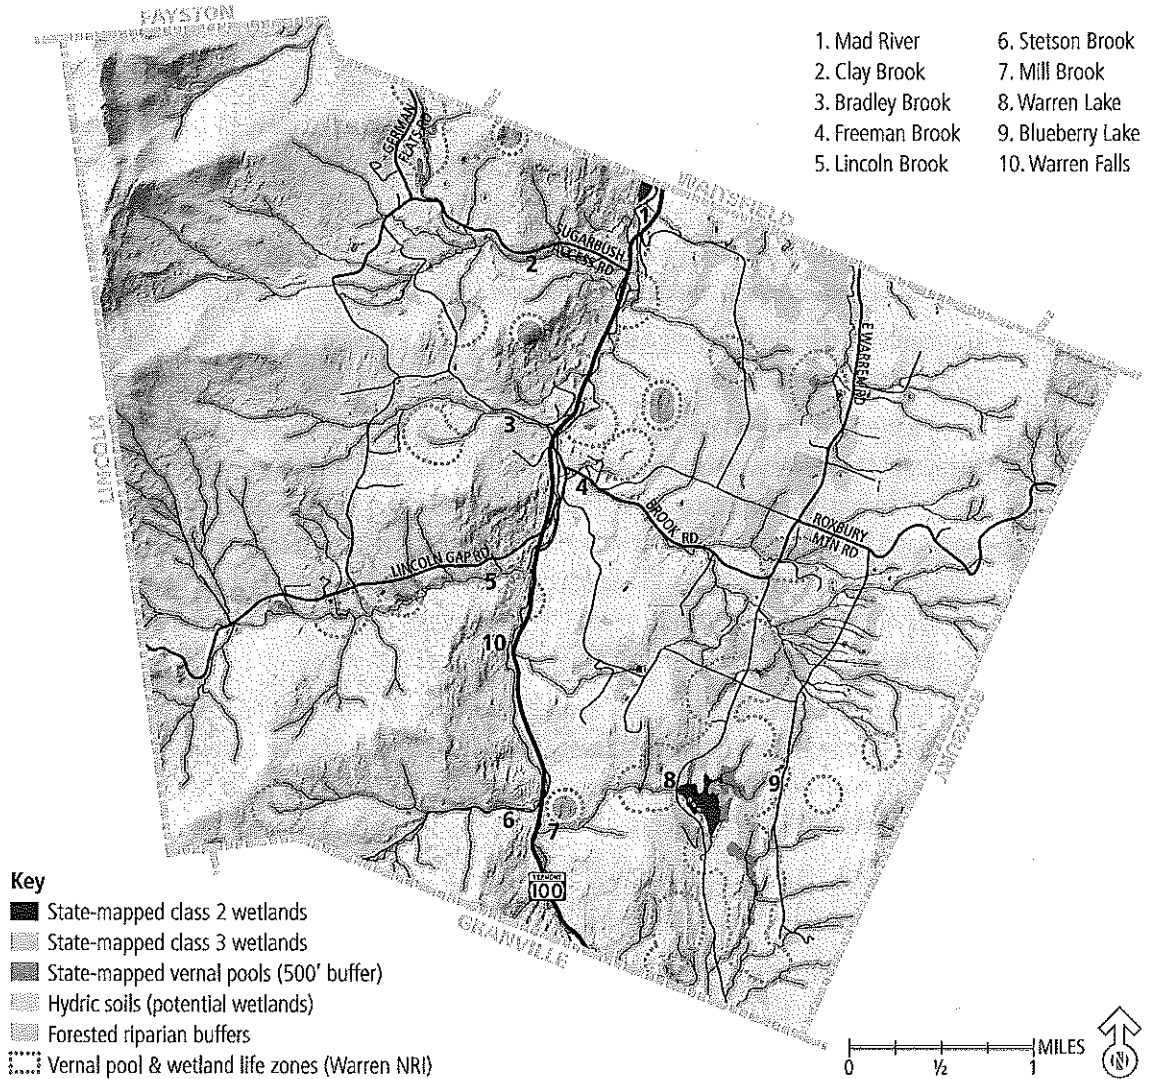 FAYSTON
1. Mad River
2. Clay Brook
3. Bradley Brook
4. Freeman Brook
5. Lincoln Brook
6. Stetson Brook
7. Mill Brook
8. Warren Lake
9. Blueberry Lake
10. Warren Falls
GERMAN
FLATS RD
WAITSFIELD
1
SUGARBUSH
ACCESS RD
2
E WARREN RD
LINCOLN
3
4
BROOK RD
ROXBURY
MTN RD
LINCOLN GAP RD
5
10
ROXBURY
8
9
6
7
VERMONT
100
GRANVILLE
Key
State-mapped class 2 wetlands
State-mapped class 3 wetlands
State-mapped vernal pools (500' buffer)
Hydric soils (potential wetlands)
Forested riparian buffers
Vernal pool & wetland life zones (Warren NRI)
MILES
0
½
1
N